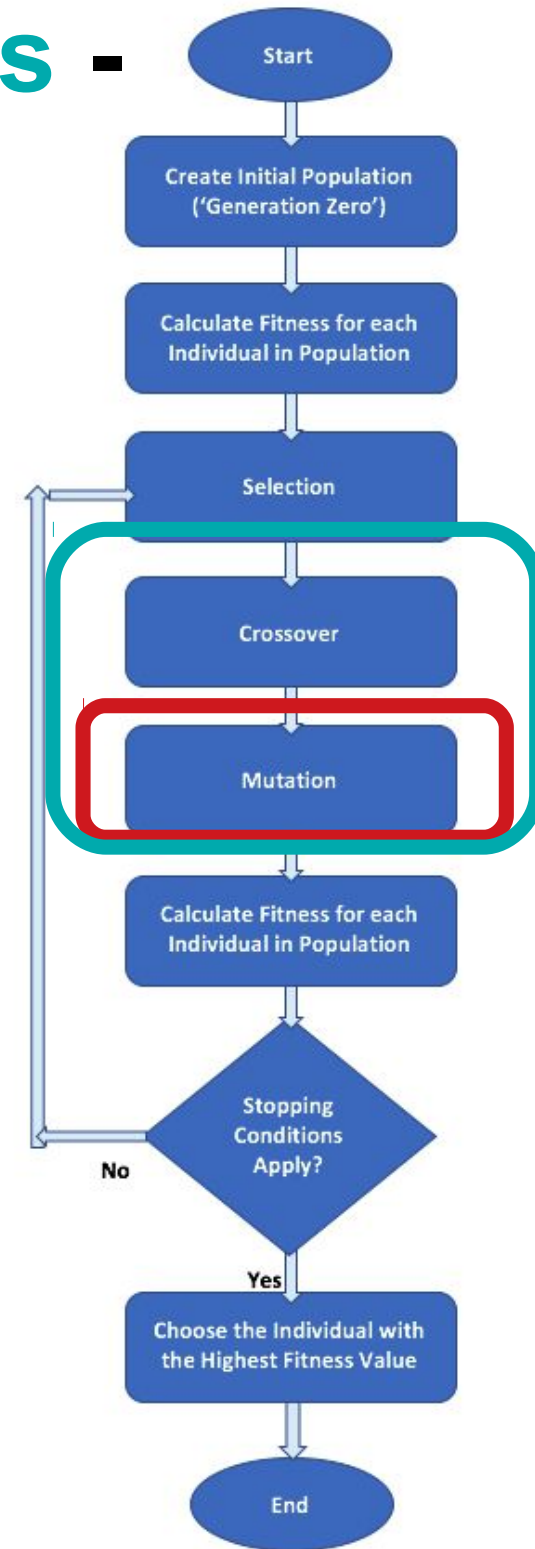 s -
Start
Create Initial Population
(‘Generation Zero’)
Calculate Fitness for each
Individual in Population
Selection
Crossover
Mutation
Calculate Fitness for each
Individual in Population
Stopping
Conditions
Apply?
No
Yes
Choose the Individual with
the Highest Fitness Value
End